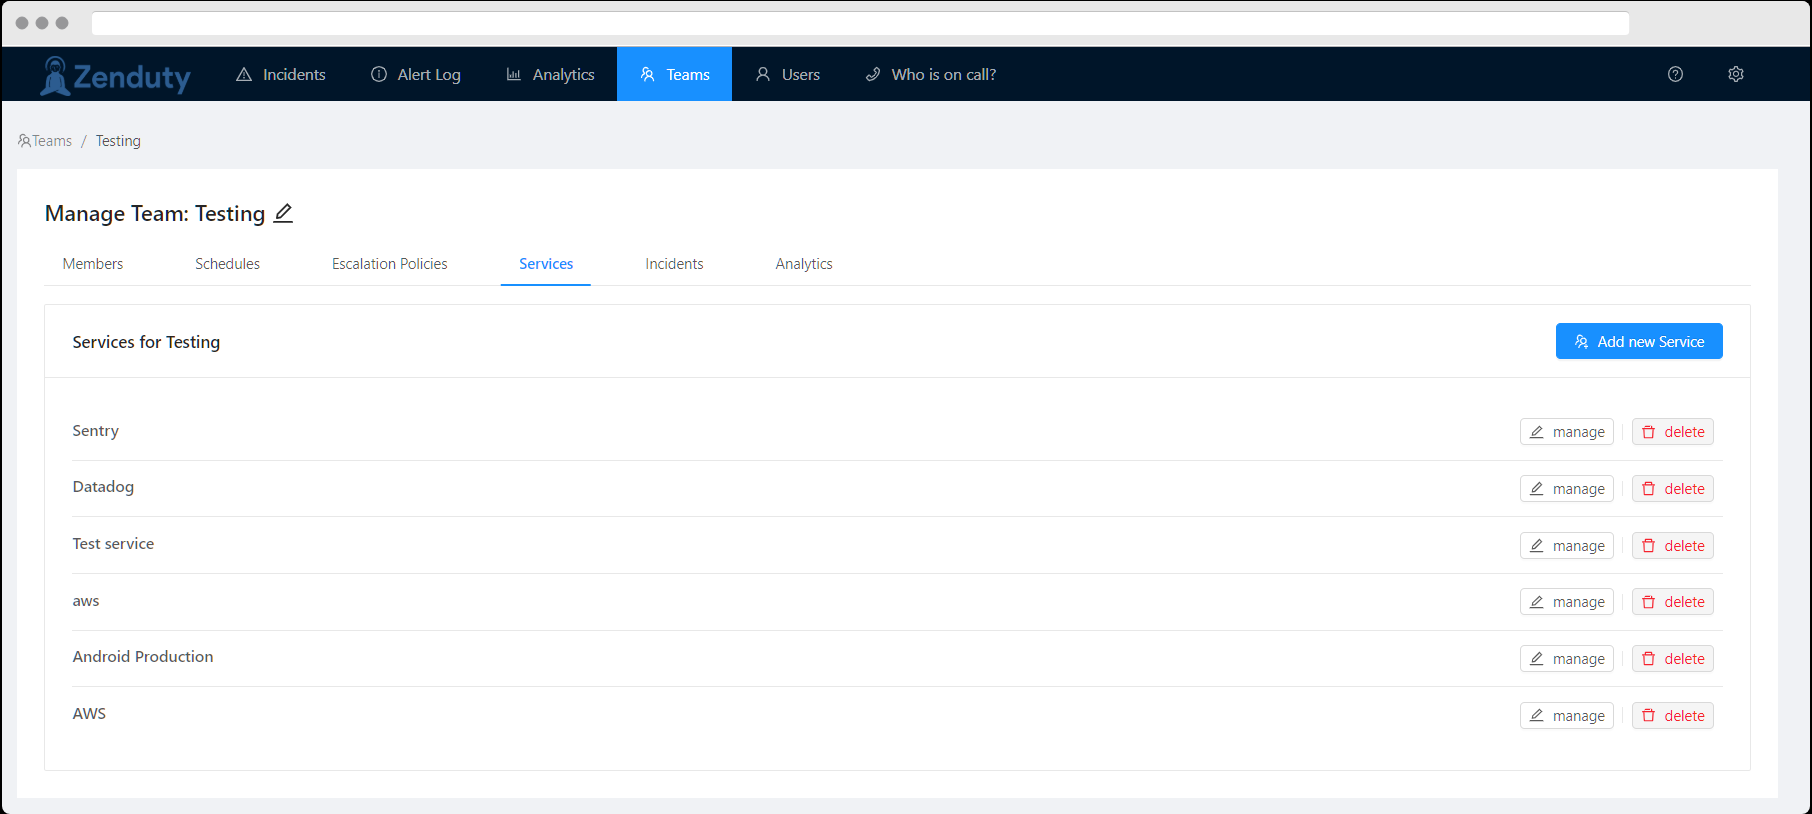 Zenduty Incidents Alert Log Analytics Teams Users Who is on call?
Teams / Testing
Manage Team: Testing
Members Schedules Escalation Policies Services Incidents Analytics
Services for Testing Add new Service
Sentry manage delete
Datadog manage delete
Test service manage delete
aws manage delete
Android Production manage delete
AWS manage delete